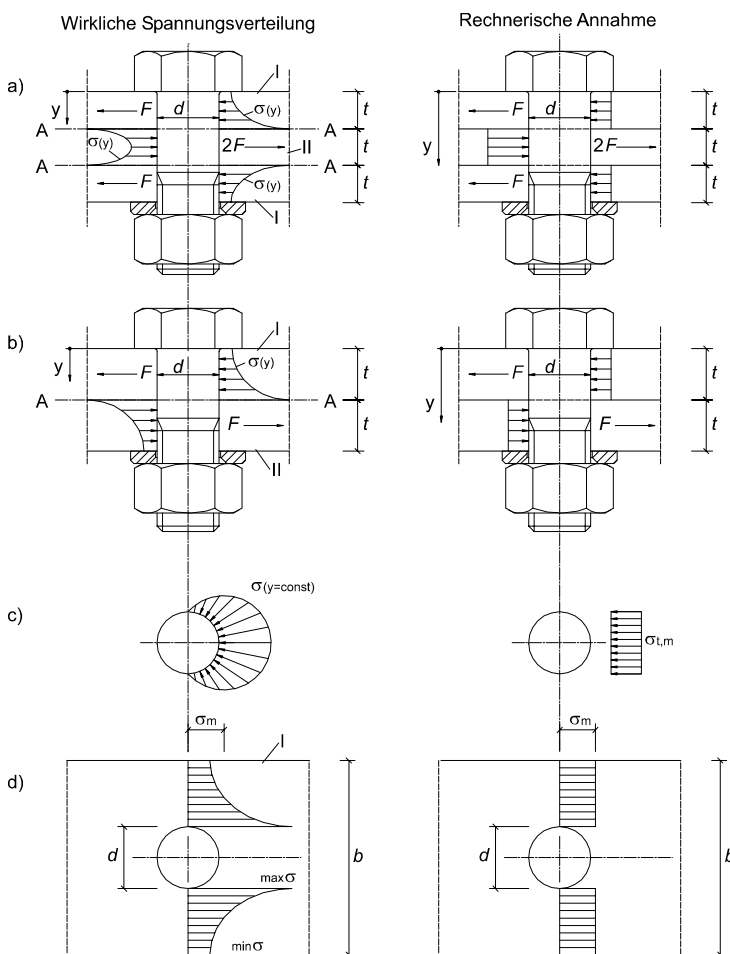 Wirkliche Spannungsverteilung
Rechnerische Annahme
a)
I
I
y
F
d
σ(y)
t
F
d
t
A
A
A
A
σ(y)
2F
II
t
y
2F
t
F
σ(y)
t
F
t
I
b)
I
y
F
d
σ(y)
t
F
d
t
A
A
y
F
t
F
t
II
c)
σ(y=const)
σt,m
σm
σm
I
d)
d
b
d
b
maxσ
minσ